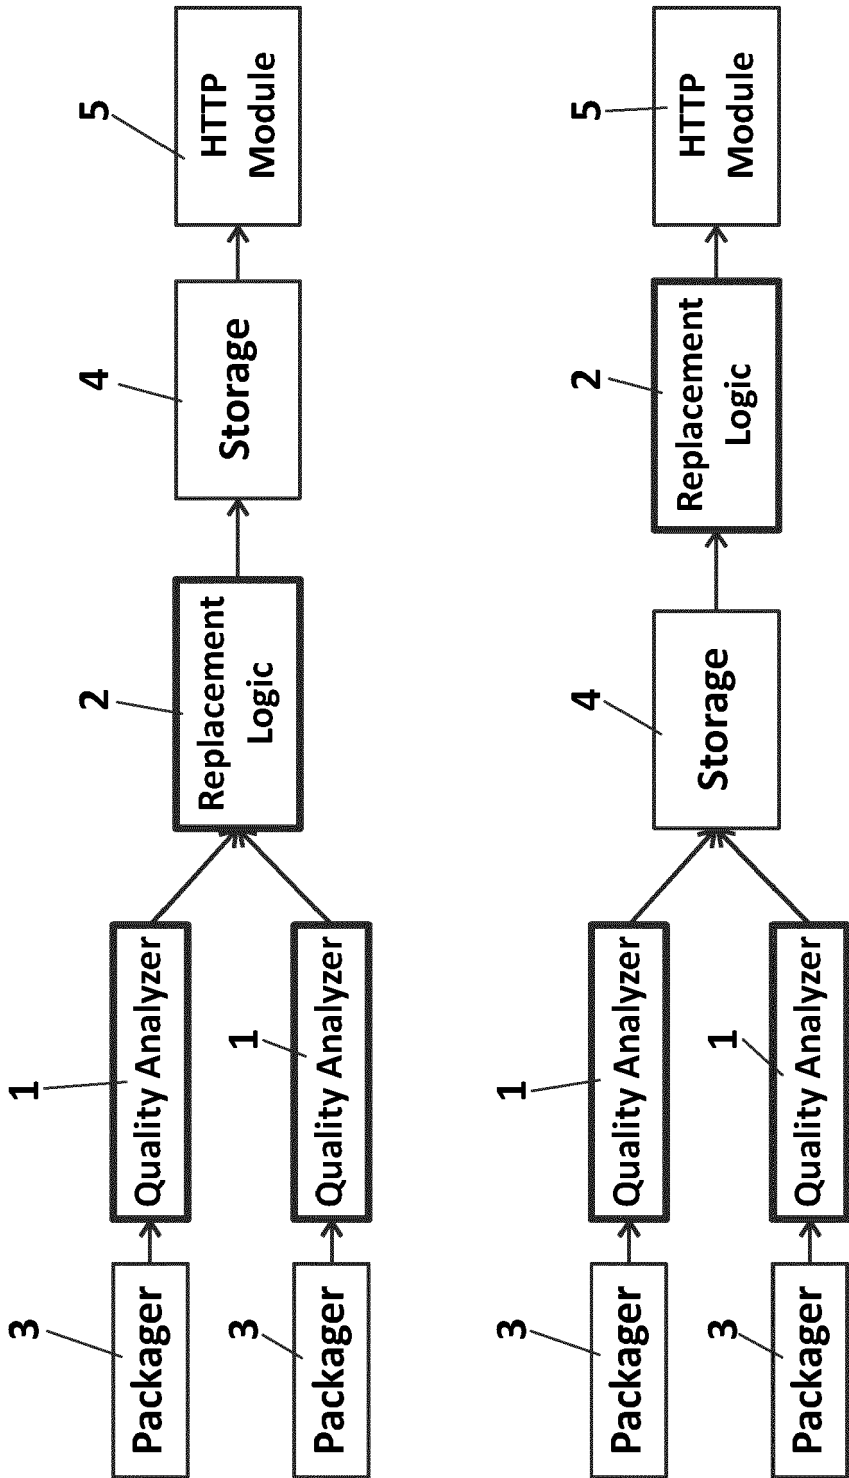 3
1
2
4
5
Packager
Quality Analyzer
Replacement
Logic
Storage
HTTP
Module
3
1
Packager
Quality Analyzer
3
1
4
2
5
Packager
Quality Analyzer
Storage
Replacement
Logic
HTTP
Module
3
1
Packager
Quality Analyzer